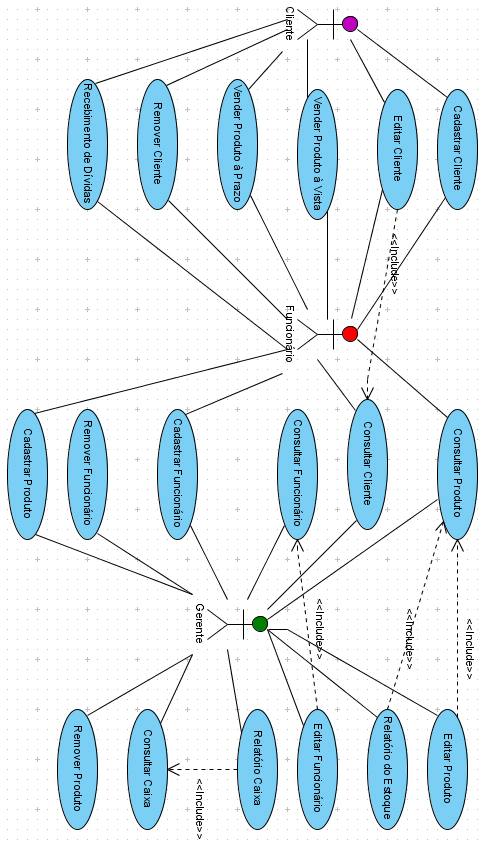 Cadastrar Cliente
Editar Cliente
Vender Produto à Vista
Vender Produto à Prazo
Remover Cliente
Recebimento de Dívidas
Cliente
<<Include>>
Funcionário
Consultar Produto
Consultar Cliente
Consultar Funcionário
Cadastrar Funcionário
Remover Funcionário
Cadastrar Produto
<<Include>>
<<Include>>
<<Include>>
Gerente
Editar Produto
Relatório do Estoque
Editar Funcionário
Relatório Caixa
Consultar Caixa
Remover Produto
<<Include>>